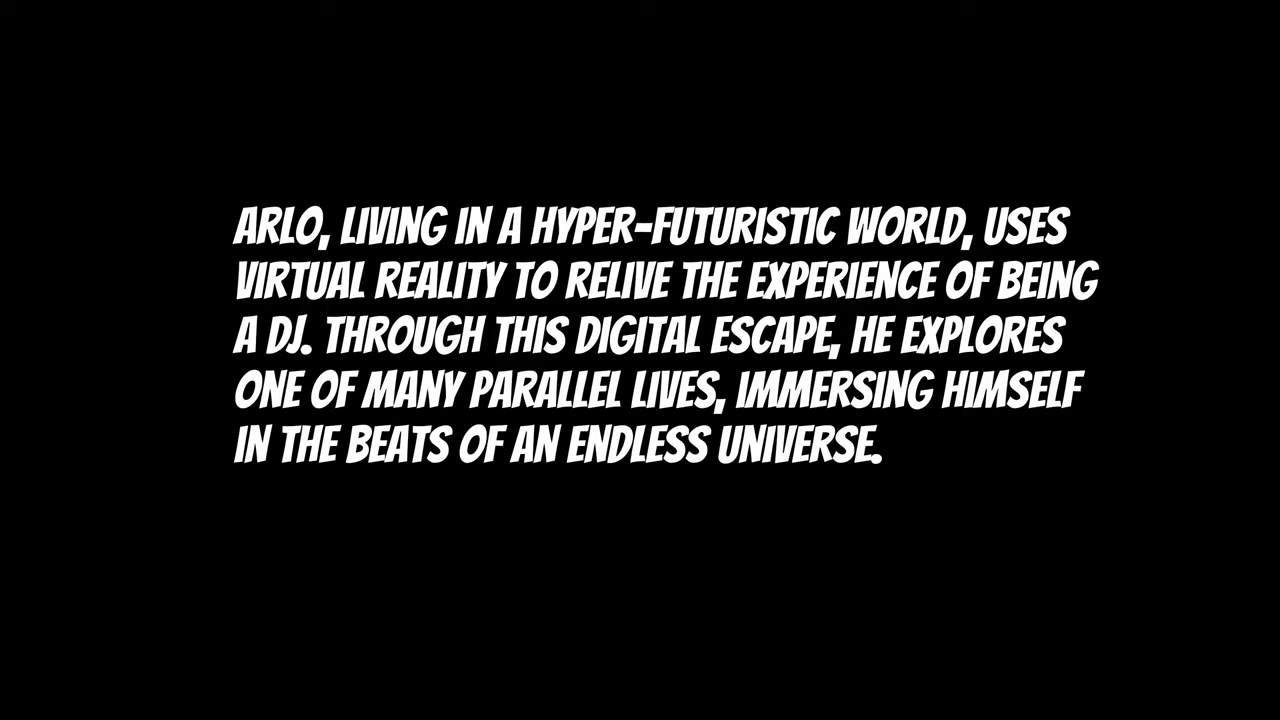 ARLO, LIVING IN A HYPER-FUTURISTIC WORLD, USES
VIRTUAL REALITY TO RELIVE THE EXPERIENCE OF BEING
A DJ. THROUGH THIS DIGITAL ESCAPE, HE EXPLORES
ONE OF MANY PARALLEL LIVES, IMMERSING HIMSELF
IN THE BEATS OF AN ENDLESS UNIVERSE.